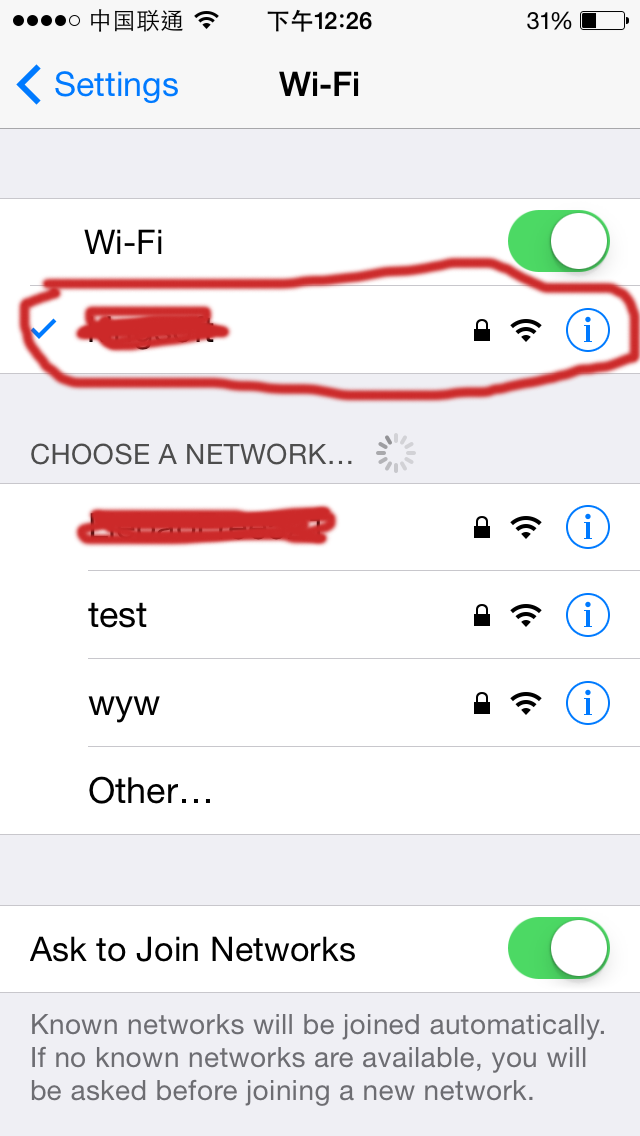 中国联通 下午12:26 31%
Settings Wi-Fi
Wi-Fi
CHOOSE A NETWORK...
test
wyw
Other...
Ask to Join Networks
Known networks will be joined automatically.
If no known networks are available, you will
be asked before joining a new network.